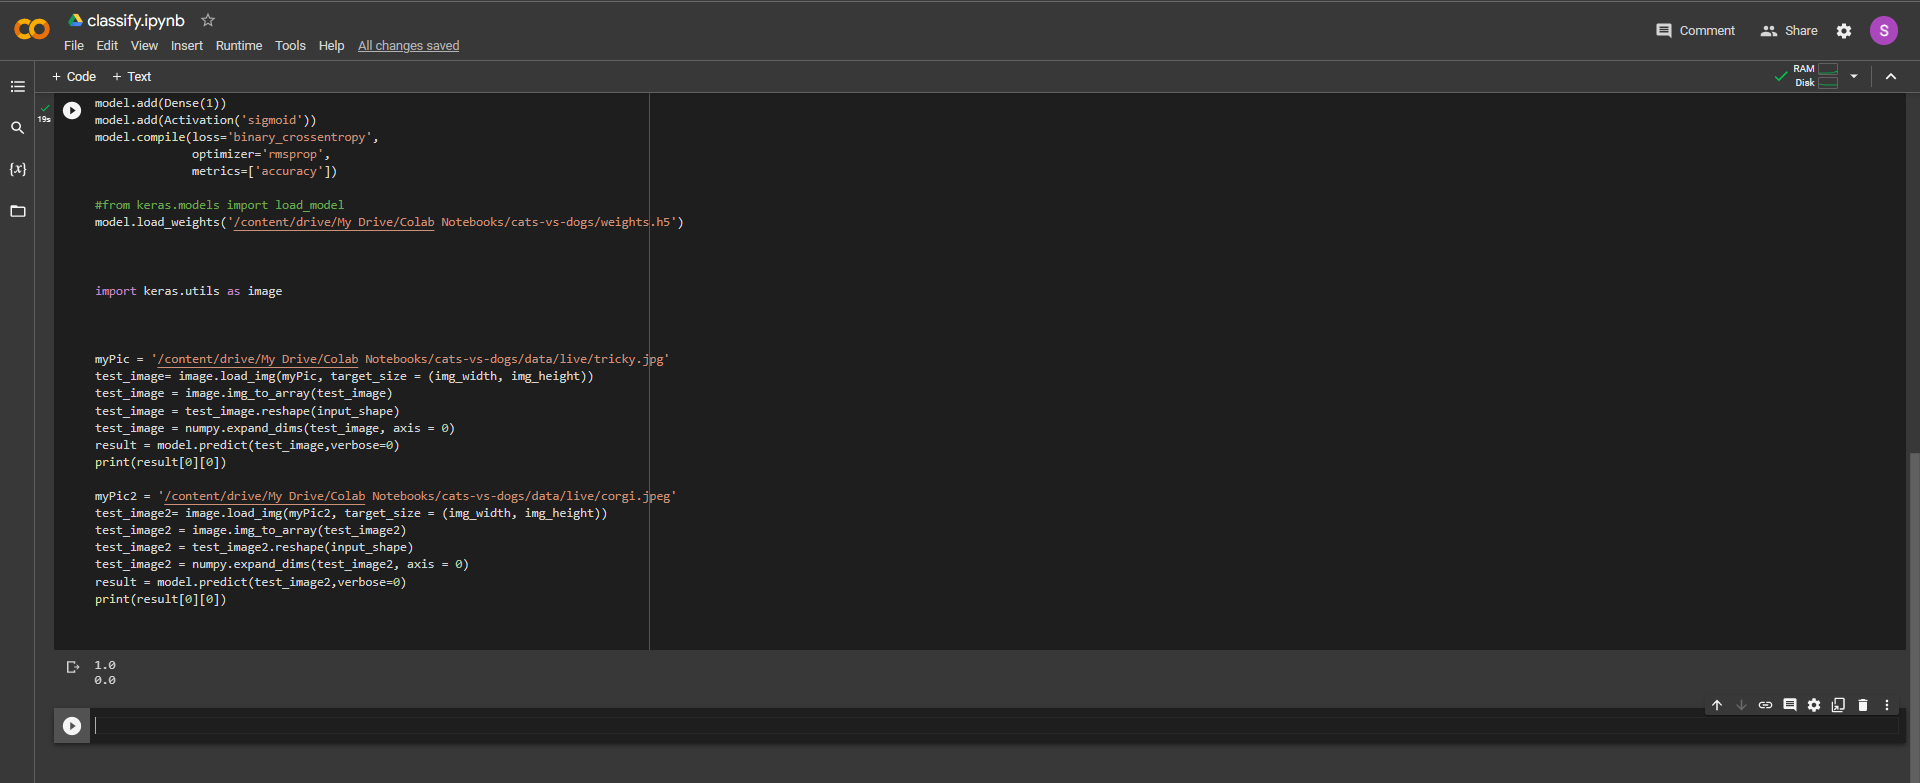 classify.ipynb
File Edit View Insert Runtime Tools Help All changes saved
Comment Share S
+ Code + Text
RAM
Disk
19s
{x}
model.add(Dense(1))
model.add(Activation('sigmoid'))
model.compile(loss='binary_crossentropy',
              optimizer='rmsprop',
              metrics=['accuracy'])
#from keras.models import load_model
model.load_weights('/content/drive/My Drive/Colab Notebooks/cats-vs-dogs/weights.h5')
import keras.utils as image
myPic = '/content/drive/My Drive/Colab Notebooks/cats-vs-dogs/data/live/tricky.jpg'
test_image= image.load_img(myPic, target_size = (img_width, img_height))
test_image = image.img_to_array(test_image)
test_image = test_image.reshape(input_shape)
test_image = numpy.expand_dims(test_image, axis = 0)
result = model.predict(test_image,verbose=0)
print(result[0][0])
myPic2 = '/content/drive/My Drive/Colab Notebooks/cats-vs-dogs/data/live/corgi.jpeg'
test_image2= image.load_img(myPic2, target_size = (img_width, img_height))
test_image2 = image.img_to_array(test_image2)
test_image2 = test_image2.reshape(input_shape)
test_image2 = numpy.expand_dims(test_image2, axis = 0)
result = model.predict(test_image2,verbose=0)
print(result[0][0])
1.0
0.0